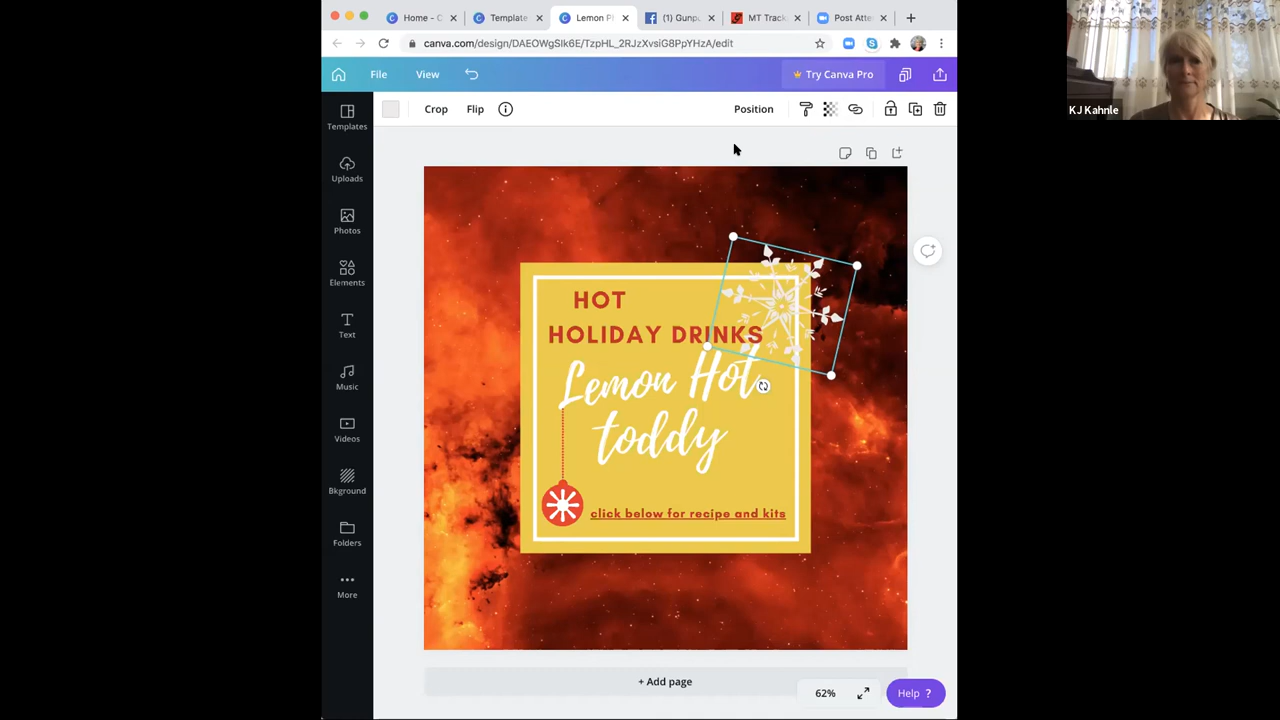 Home - C
Template
Lemon P
(1) Gunpu
MT Track
Post Atte
canva.com/design/DAEOWgSlk6E/TzpHL_2RJzXvsiG8PpYHzA/edit
File
View
Try Canva Pro
Crop
Flip
Position
Templates
Uploads
Photos
Elements
Text
Music
Videos
Bkground
Folders
More
HOT
HOLIDAY DRINKS
Lemon Hot
toddy
click below for recipe and kits
+ Add page
62%
Help ?
KJ Kahnle